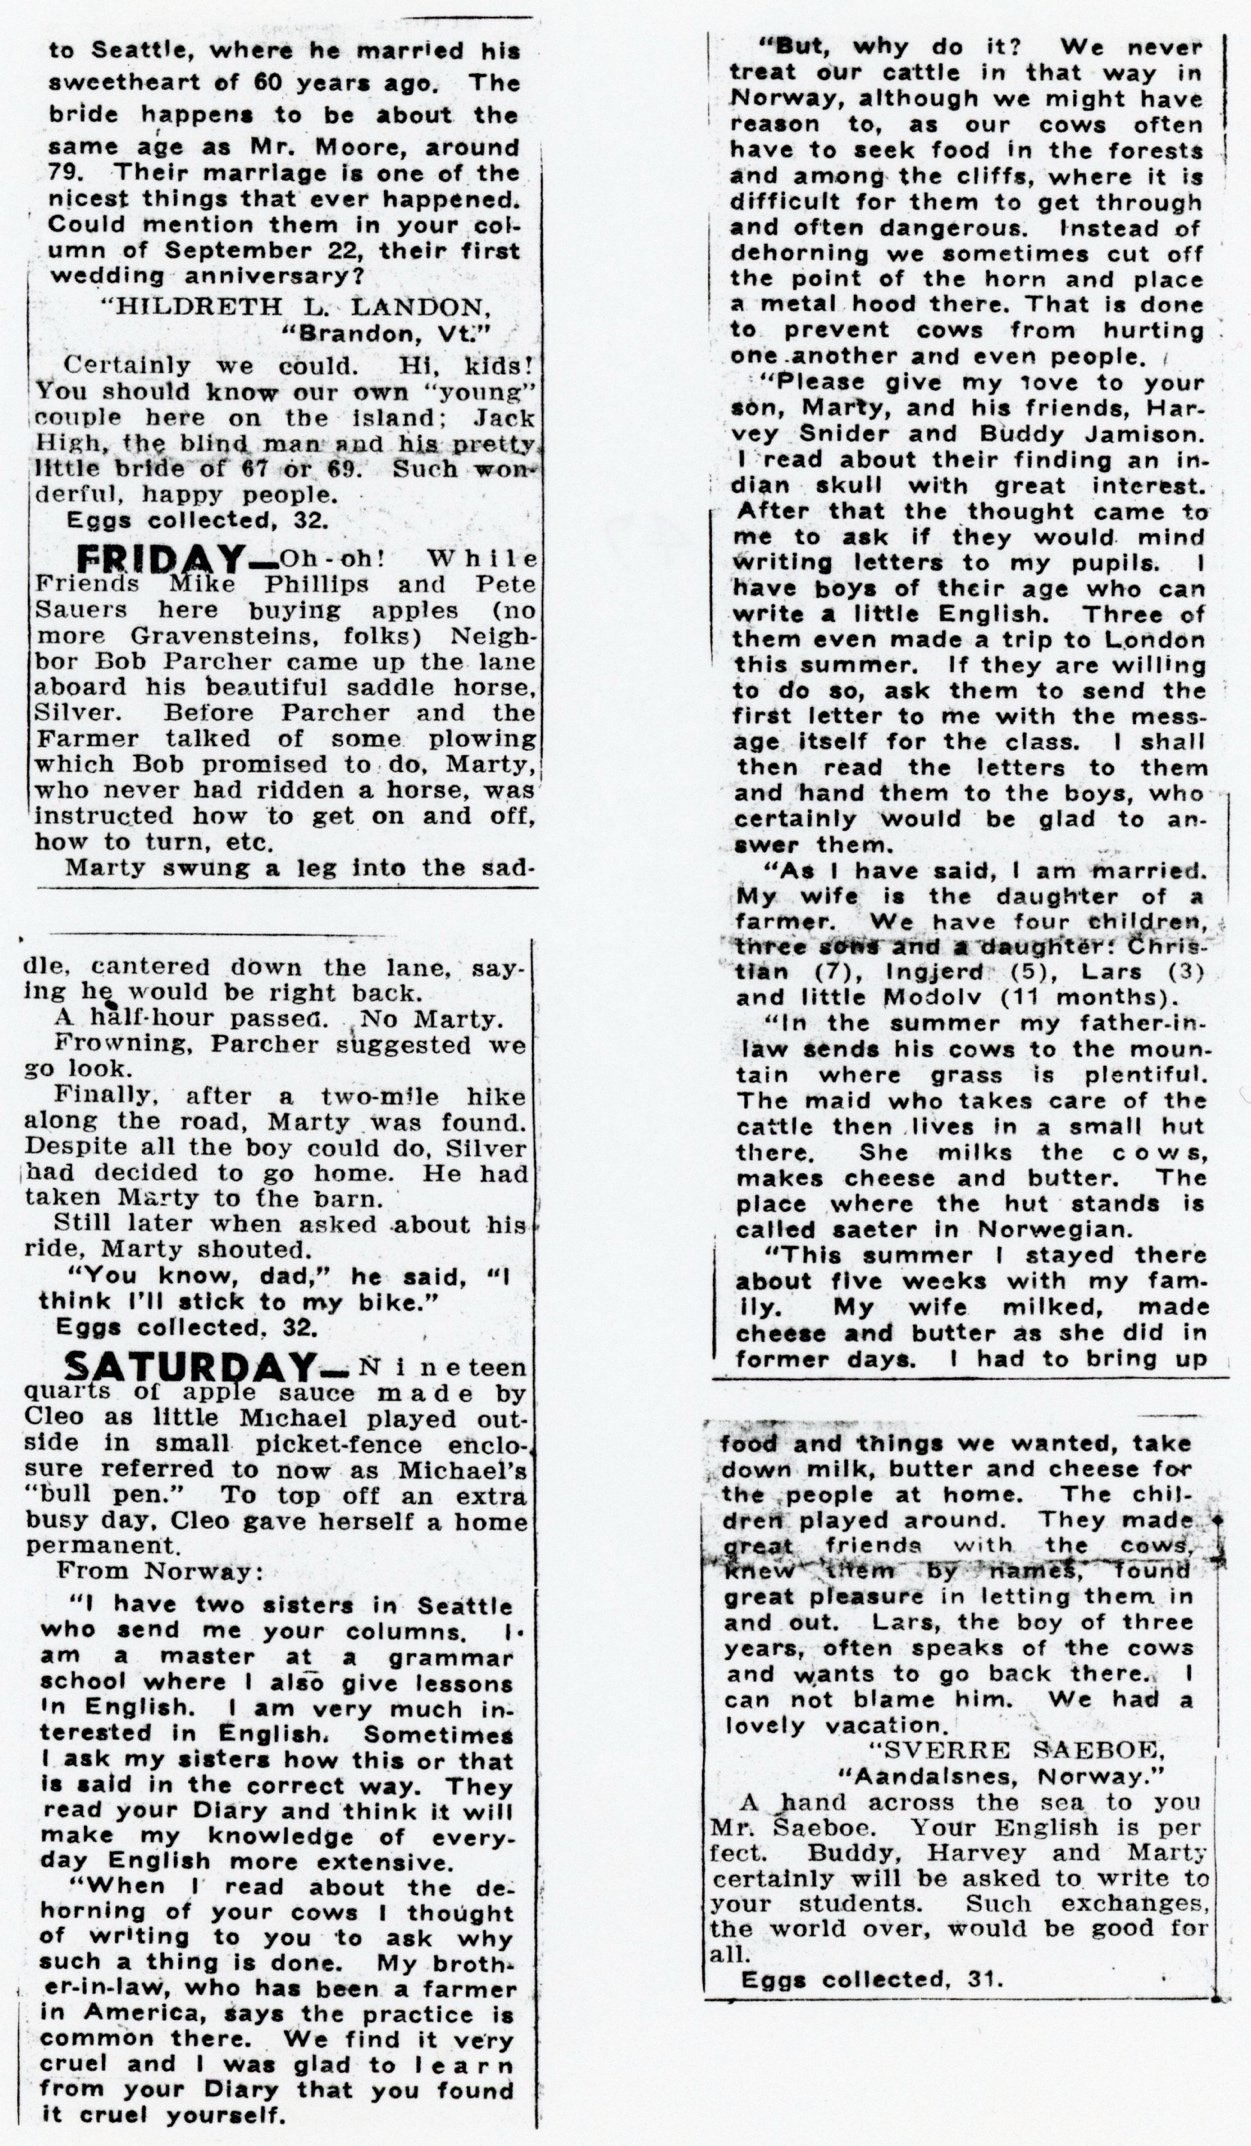 to Seattle, where he married his
sweetheart of 60 years ago. The
bride happens to be about the
same age as Mr. Moore, around
79. Their marriage is one of the
nicest things that ever happened.
Could mention them in your col-
umn of September 22, their first
wedding anniversary?
"HILDRETH L. LANDON,
"Brandon, Vt."
Certainly we could. Hi, kids!
You should know our own "young"
couple here on the island; Jack
High, the blind man and his pretty
little bride of 67 or 69. Such won-
derful, happy people.
Eggs collected, 32.
FRIDAY—Oh-oh! While
Friends Mike Phillips and Pete
Sauers here buying apples (no
more Gravensteins, folks) Neigh-
bor Bob Parcher came up the lane
aboard his beautiful saddle horse,
Silver. Before Parcher and the
Farmer talked of some plowing
which Bob promised to do, Marty,
who never had ridden a horse, was
instructed how to get on and off,
how to turn, etc.
Marty swung a leg into the sad-
dle, cantered down the lane, say-
ing he would be right back.
A half-hour passed. No Marty.
Frowning, Parcher suggested we
go look.
Finally, after a two-mile hike
along the road, Marty was found.
Despite all the boy could do, Silver
had decided to go home. He had
taken Marty to the barn.
Still later when asked about his
ride, Marty shouted.
"You know, dad," he said, "I
think I'll stick to my bike."
Eggs collected, 32.
SATURDAY—Nineteen
quarts of apple sauce made by
Cleo as little Michael played out-
side in small picket-fence enclo-
sure referred to now as Michael's
"bull pen." To top off an extra
busy day, Cleo gave herself a home
permanent.
From Norway:
"I have two sisters in Seattle
who send me your columns. I
am a master at a grammar
school where I also give lessons
in English. I am very much in-
terested in English. Sometimes
I ask my sisters how this or that
is said in the correct way. They
read your Diary and think it will
make my knowledge of every-
day English more extensive.
"When I read about the de-
horning of your cows I thought
of writing to you to ask why
such a thing is done. My broth-
er-in-law, who has been a farmer
in America, says the practice is
common there. We find it very
cruel and I was glad to learn
from your Diary that you found
it cruel yourself.
"But, why do it? We never
treat our cattle in that way in
Norway, although we might have
reason to, as our cows often
have to seek food in the forests
and among the cliffs, where it is
difficult for them to get through
and often dangerous. Instead of
dehorning we sometimes cut off
the point of the horn and place
a metal hood there. That is done
to prevent cows from hurting
one another and even people.
"Please give my love to your
son, Marty, and his friends, Har-
vey Snider and Buddy Jamison.
I read about their finding an in-
dian skull with great interest.
After that the thought came to
me to ask if they would mind
writing letters to my pupils. I
have boys of their age who can
write a little English. Three of
them even made a trip to London
this summer. If they are willing
to do so, ask them to send the
first letter to me with the mess-
age itself for the class. I shall
then read the letters to them
and hand them to the boys, who
certainly would be glad to an-
swer them.
"As I have said, I am married.
My wife is the daughter of a
farmer. We have four children,
three sons and a daughter: Chris-
tian (7), Ingjerd (5), Lars (3)
and little Modolv (11 months).
"In the summer my father-in-
law sends his cows to the moun-
tain where grass is plentiful.
The maid who takes care of the
cattle then lives in a small hut
there. She milks the cows,
makes cheese and butter. The
place where the hut stands is
called saeter in Norwegian.
"This summer I stayed there
about five weeks with my fam-
ily. My wife milked, made
cheese and butter as she did in
former days. I had to bring up
food and things we wanted, take
down milk, butter and cheese for
the people at home. The chil-
dren played around. They made
great friends with the cows,
knew them by names, found
great pleasure in letting them in
and out. Lars, the boy of three
years, often speaks of the cows
and wants to go back there. I
can not blame him. We had a
lovely vacation.
"SVERRE SAEBOE,
"Aandalsnes, Norway."
A hand across the sea to you
Mr. Saeboe. Your English is per
fect. Buddy, Harvey and Marty
certainly will be asked to write to
your students. Such exchanges,
the world over, would be good for
all.
Eggs collected, 31.